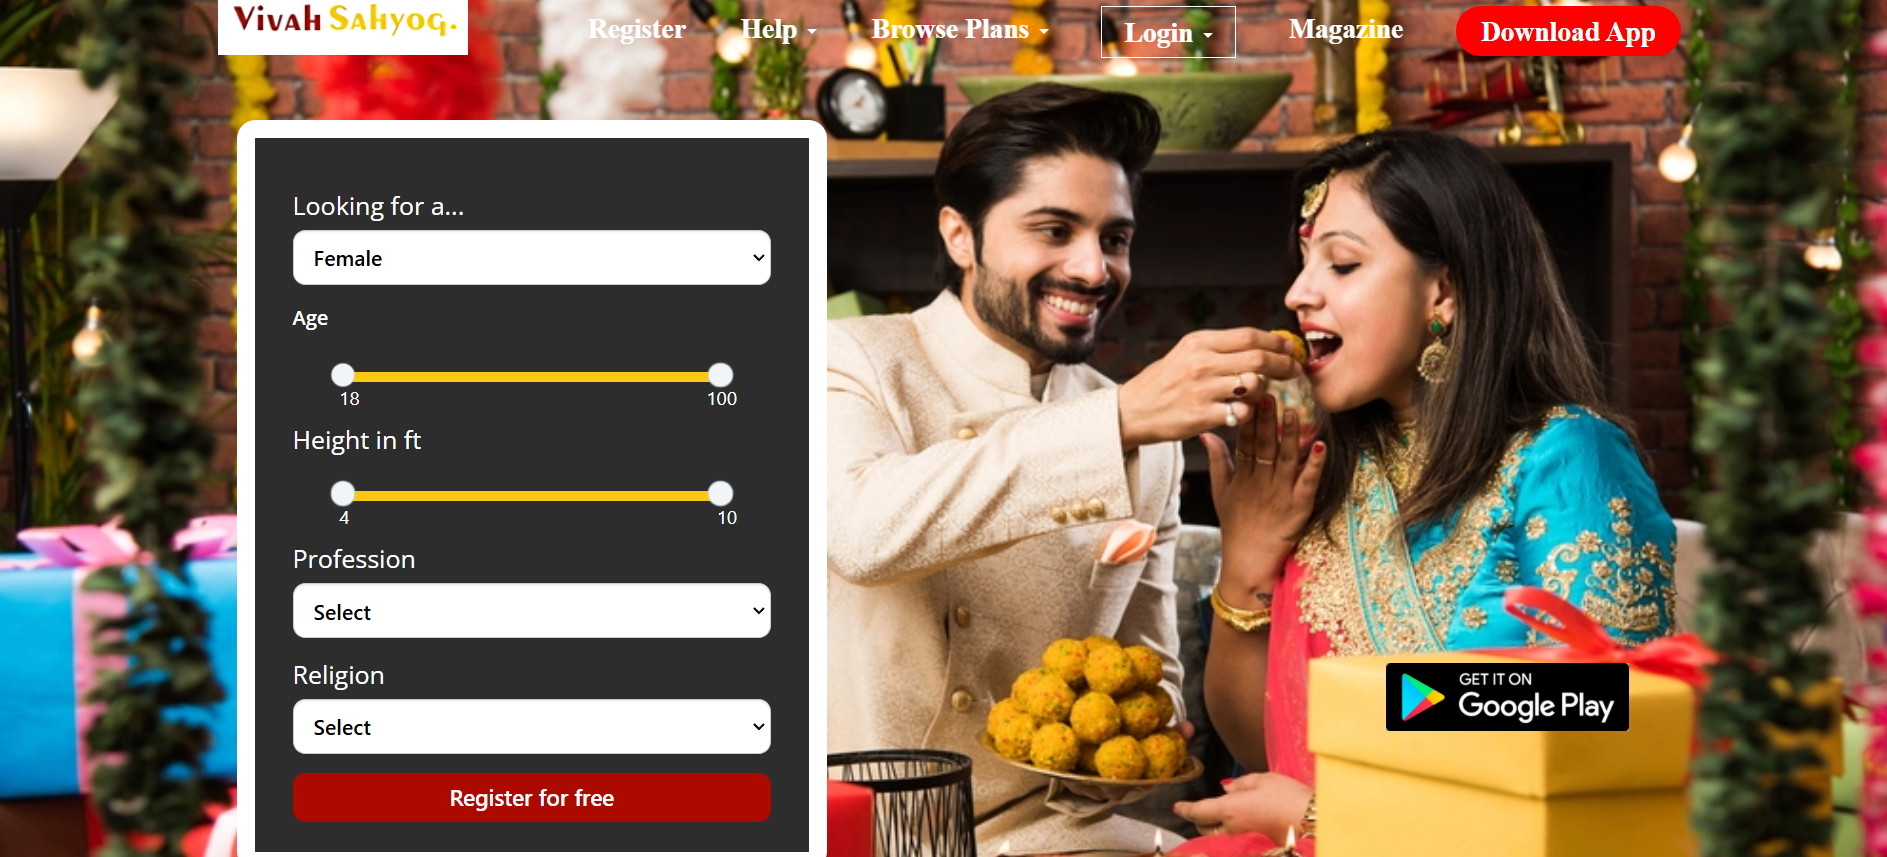 Vivah Sahyog.
Register Help Browse Plans Login Magazine Download App
Looking for a...
Female
Age
18 100
Height in ft
4 10
Profession
Select
Religion
Select
Register for free
GET IT ON
Google Play